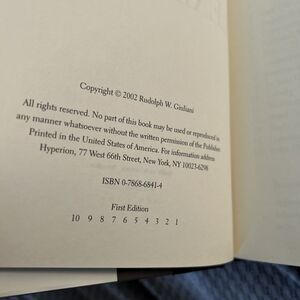 Copyright © 2002 Rudolph W. Giuliani
All rights reserved. No part of this book may be used or reproduced in
any manner whatsoever without the written permission of the Publisher.
Printed in the United States of America. For information address
Hyperion, 77 West 66th Street, New York, NY 10023-6298
ISBN 0-7868-6841-4
First Edition
10 9 8 7 6 5 4 3 2 1